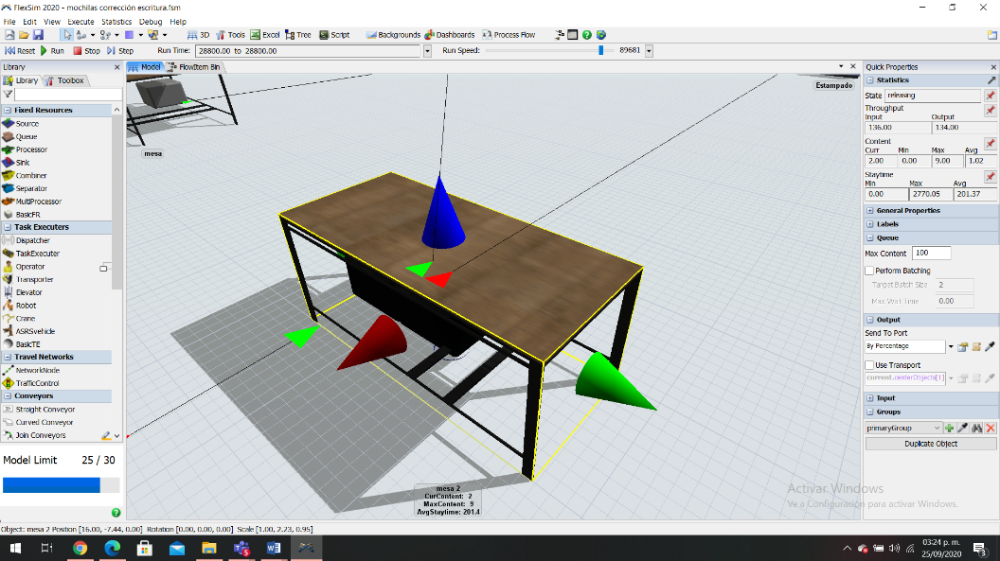 FlexSim 2020 - mochilas corrección escritura.fsm
File Edit View Execute Statistics Debug Help
3D Tools Excel Tree Script Backgrounds Dashboards Process Flow
Reset Run Stop Step Run Time: 28800.00 to 28800.00 Run Speed: 89681
Library
Library Toolbox
Fixed Resources
Source
Queue
Processor
Sink
Combiner
Separator
MultiProcessor
BasicFR
Task Executers
Dispatcher
TaskExecuter
Operator
Transporter
Elevator
Robot
Crane
ASRSvehicle
BasicTE
Travel Networks
NetworkNode
TrafficControl
Conveyors
Straight Conveyor
Curved Conveyor
Join Conveyors
Model Limit 25 / 30
Model FlowItem Bin
Estampado
mesa
mesa 2
CurContent: 2
MaxContent: 9
AvgStaytime: 201.4
Quick Properties
Statistics
State releasing
Throughput
Input Output
136.00 134.00
Content
Curr Min Max Avg
2.00 0.00 9.00 1.02
Staytime
Min Max Avg
0.00 2770.05 201.37
General Properties
Labels
Queue
Max Content 100
Perform Batching
Target Batch Size 2
Max Wait Time 0.00
Output
Send To Port
By Percentage
Use Transport
current.centerObjects[1]
Input
Groups
primaryGroup
Duplicate Object
Activar Windows
Ve a Configuración para activar Windows.
Object: mesa 2 Position [16.00, -7.44, 0.00] Rotation [0.00, 0.00, 0.00] Scale [1.00, 2.23, 0.95]
03:24 p. m.
25/09/2020
3